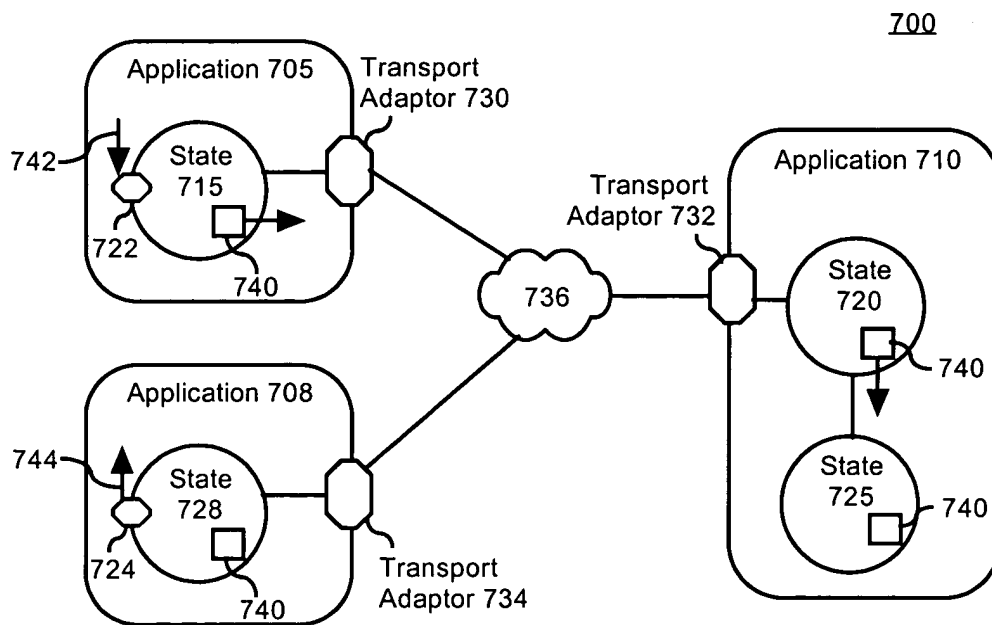 700
Application 705
Transport
Adaptor 730
742
State
715
722
740
Application 710
Transport
Adaptor 732
736
State
720
740
State
725
740
Application 708
744
State
728
724
740
Transport
Adaptor 734